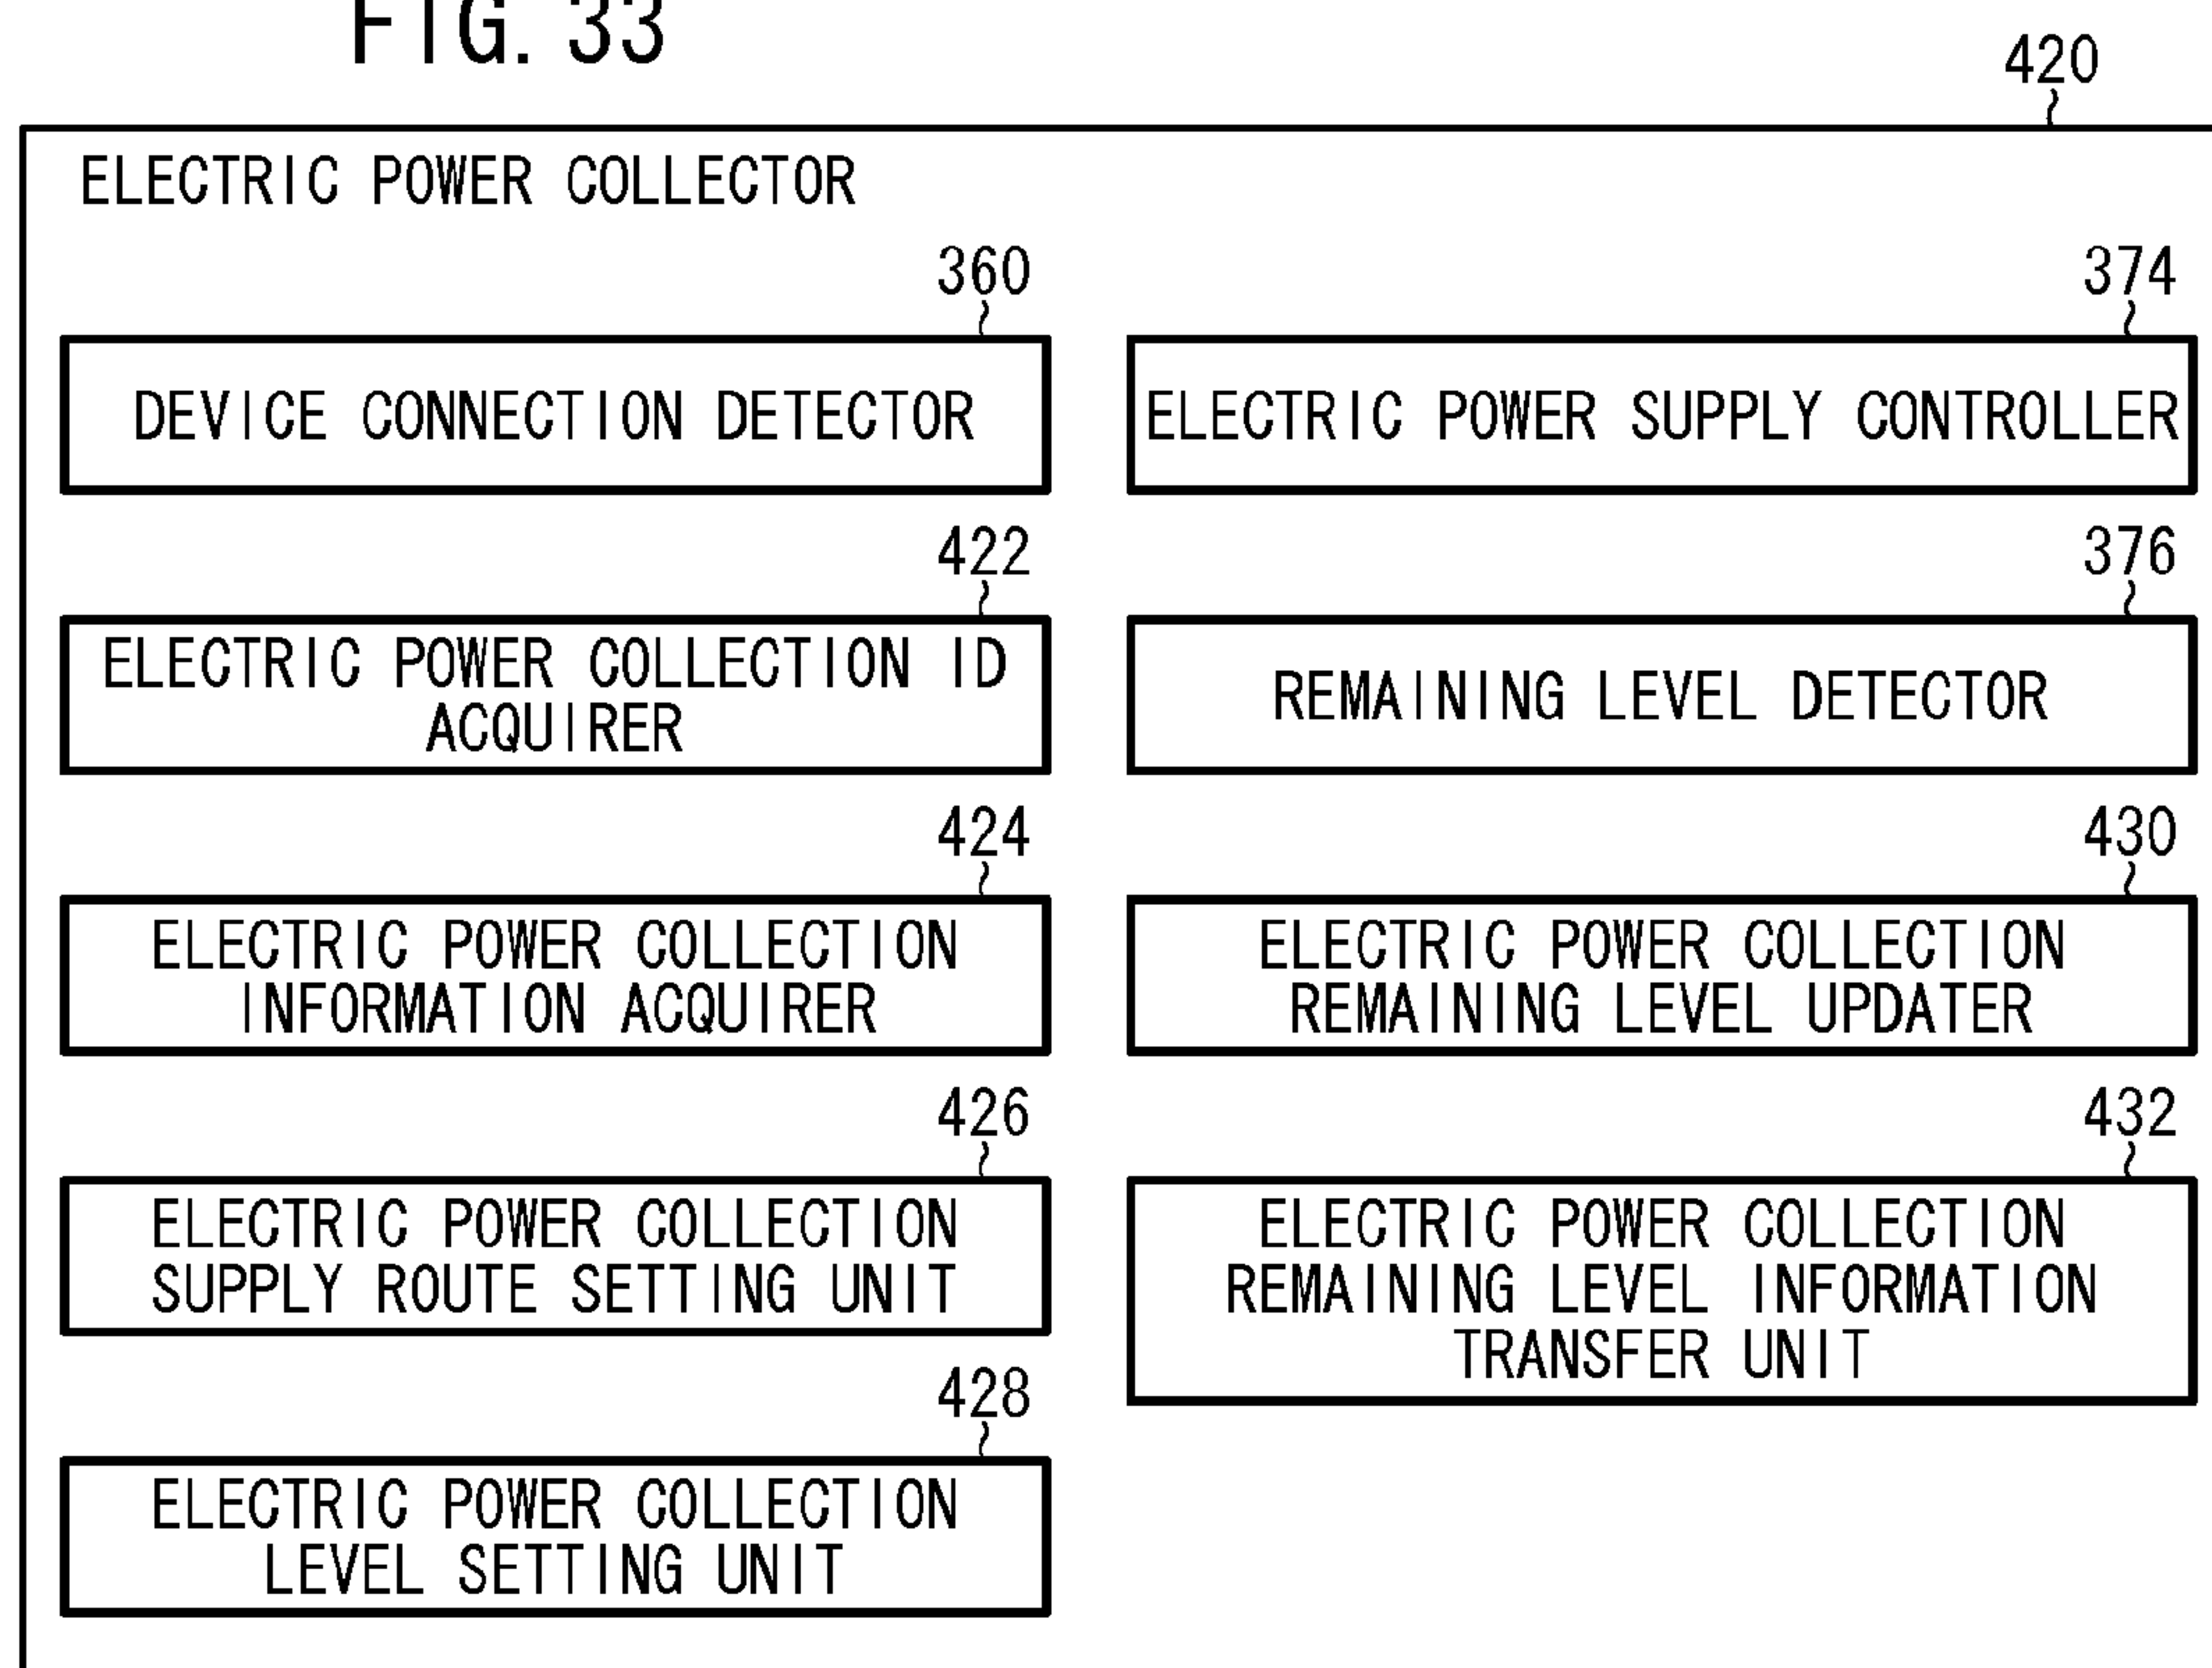 FIG. 33
420
ELECTRIC POWER COLLECTOR
360
DEVICE CONNECTION DETECTOR
422
ELECTRIC POWER COLLECTION ID
ACQUIRER
424
ELECTRIC POWER COLLECTION
INFORMATION ACQUIRER
426
ELECTRIC POWER COLLECTION
SUPPLY ROUTE SETTING UNIT
428
ELECTRIC POWER COLLECTION
LEVEL SETTING UNIT
374
ELECTRIC POWER SUPPLY CONTROLLER
376
REMAINING LEVEL DETECTOR
430
ELECTRIC POWER COLLECTION
REMAINING LEVEL UPDATER
432
ELECTRIC POWER COLLECTION
REMAINING LEVEL INFORMATION
TRANSFER UNIT